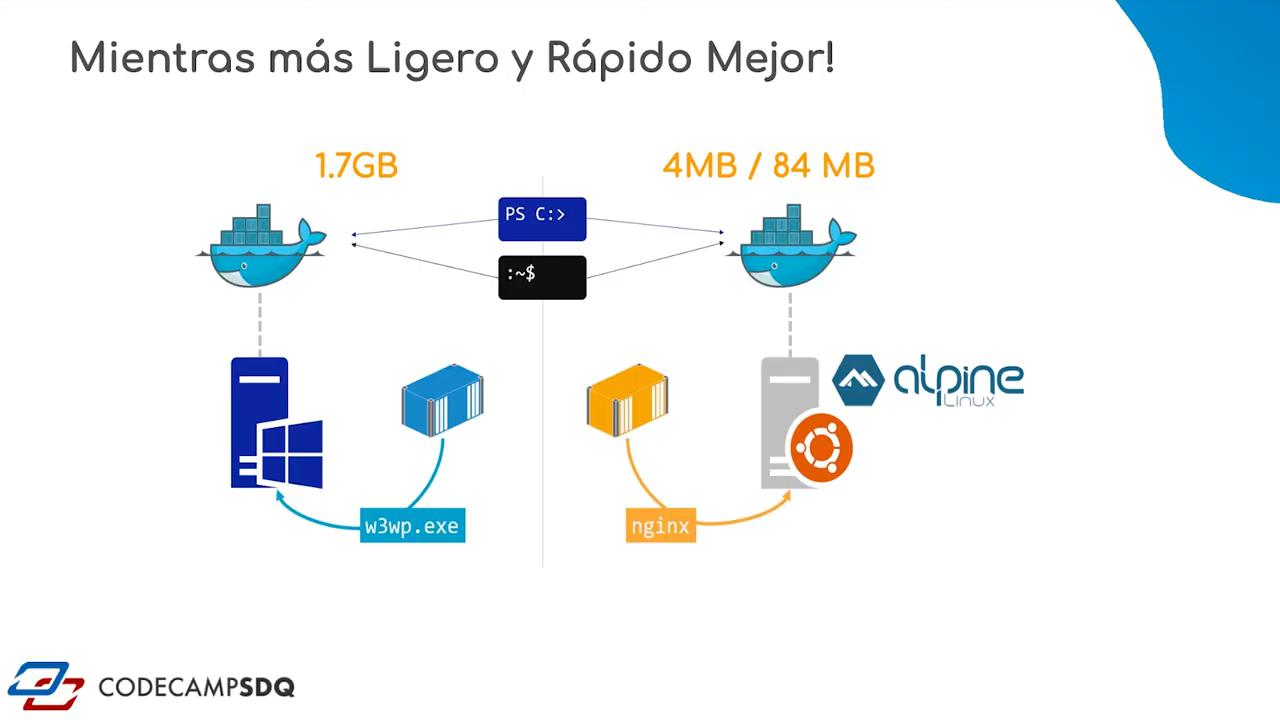 Mientras más Ligero y Rápido Mejor!
1.7GB
4MB / 84 MB
PS C:>
:~$
alpine
Linux
w3wp.exe
nginx
CODECAMPSDQ